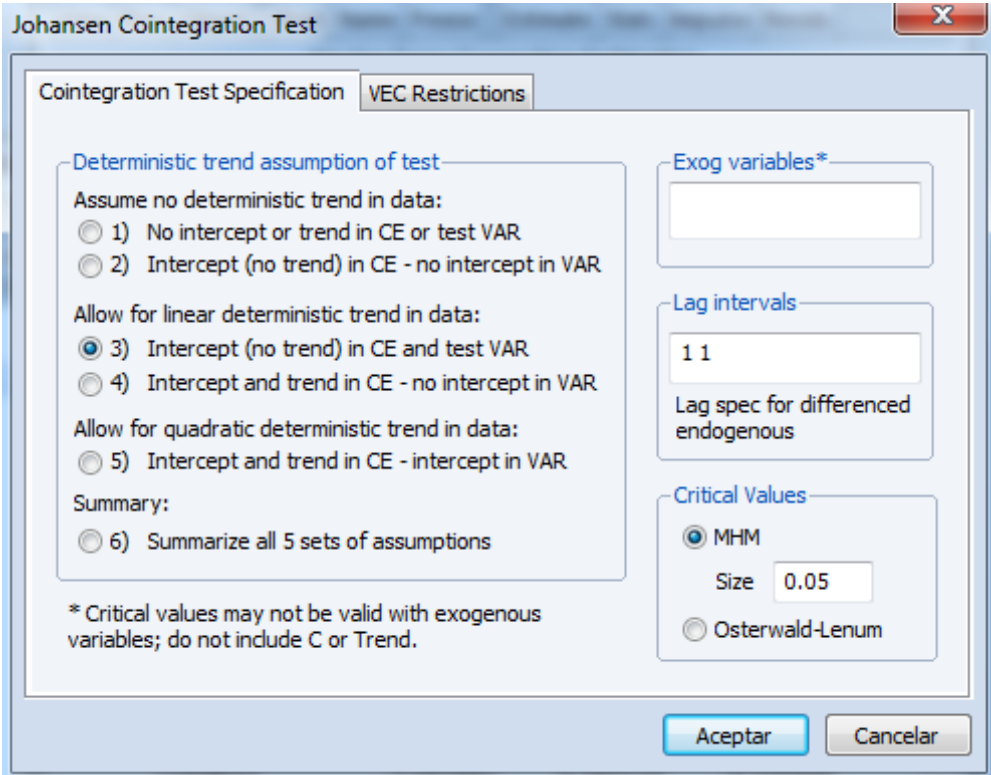 Johansen Cointegration Test
Cointegration Test Specification
VEC Restrictions
Deterministic trend assumption of test
Assume no deterministic trend in data:
1) No intercept or trend in CE or test VAR
2) Intercept (no trend) in CE - no intercept in VAR
Allow for linear deterministic trend in data:
3) Intercept (no trend) in CE and test VAR
4) Intercept and trend in CE - no intercept in VAR
Allow for quadratic deterministic trend in data:
5) Intercept and trend in CE - intercept in VAR
Summary:
6) Summarize all 5 sets of assumptions
* Critical values may not be valid with exogenous
variables; do not include C or Trend.
Exog variables*
Lag intervals
1 1
Lag spec for differenced
endogenous
Critical Values
MHM
Size 0.05
Osterwald-Lenum
Aceptar
Cancelar